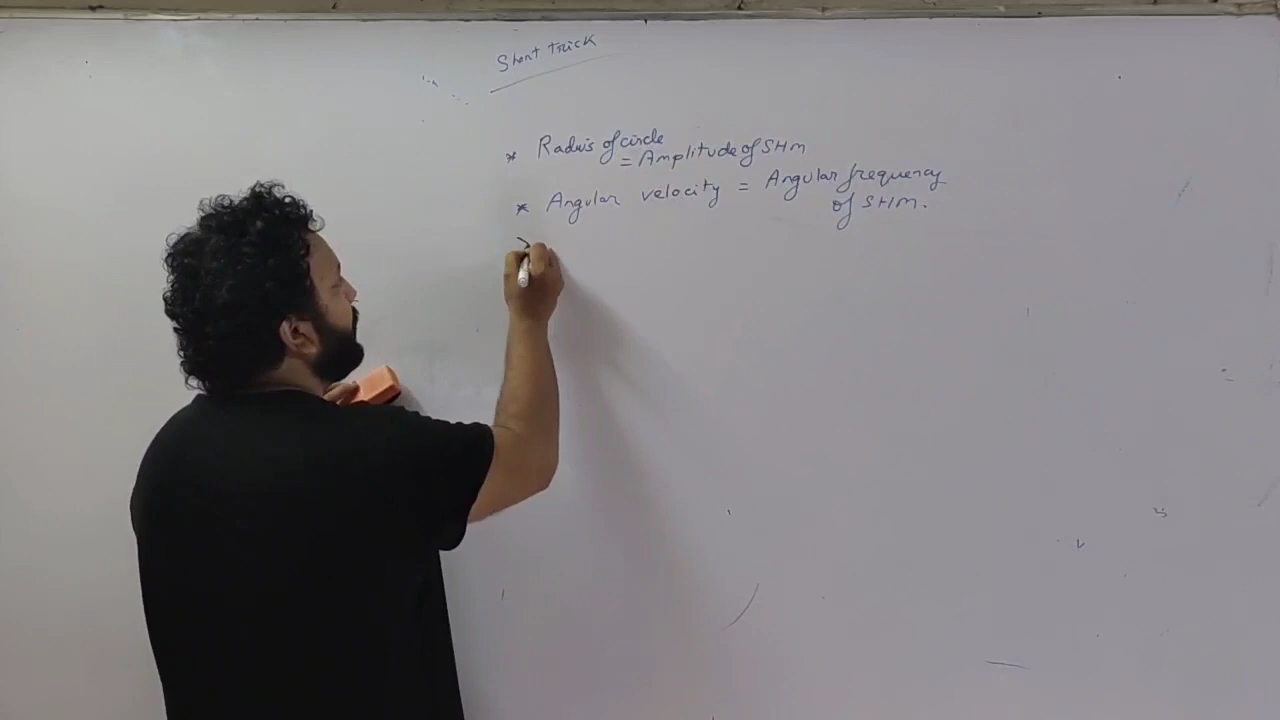 Short trick
* Radius of circle
= Amplitude of SHM
* Angular velocity = Angular frequency
of SHM.